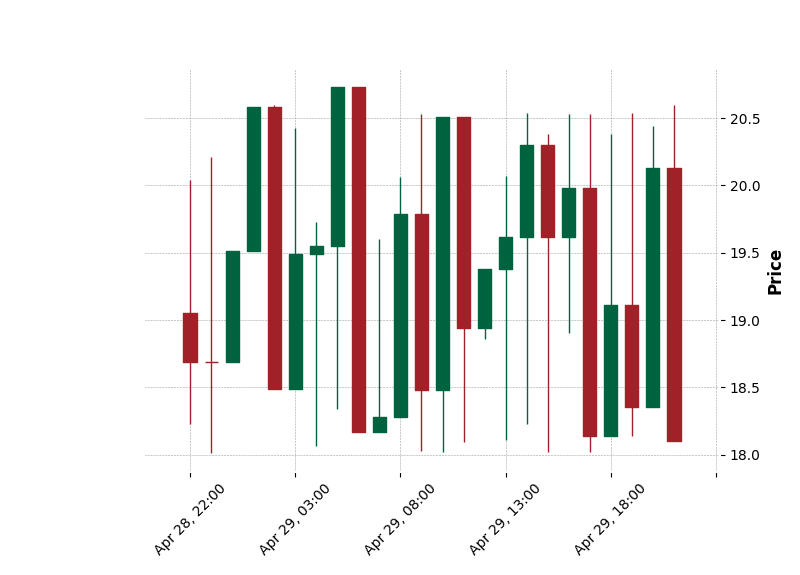 20.5
20.0
19.5
19.0
18.5
18.0
Price
Apr 28, 22:00
Apr 29, 03:00
Apr 29, 08:00
Apr 29, 13:00
Apr 29, 18:00